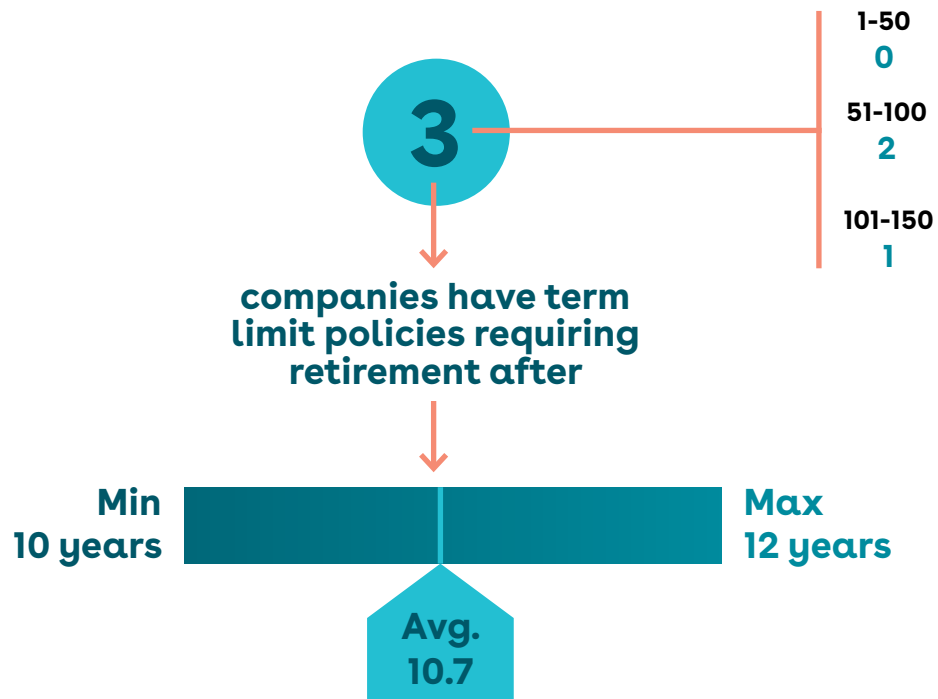 3
1-50
0
51-100
2
101-150
1
companies have term
limit policies requiring
retirement after
Min
10 years
Max
12 years
Avg.
10.7